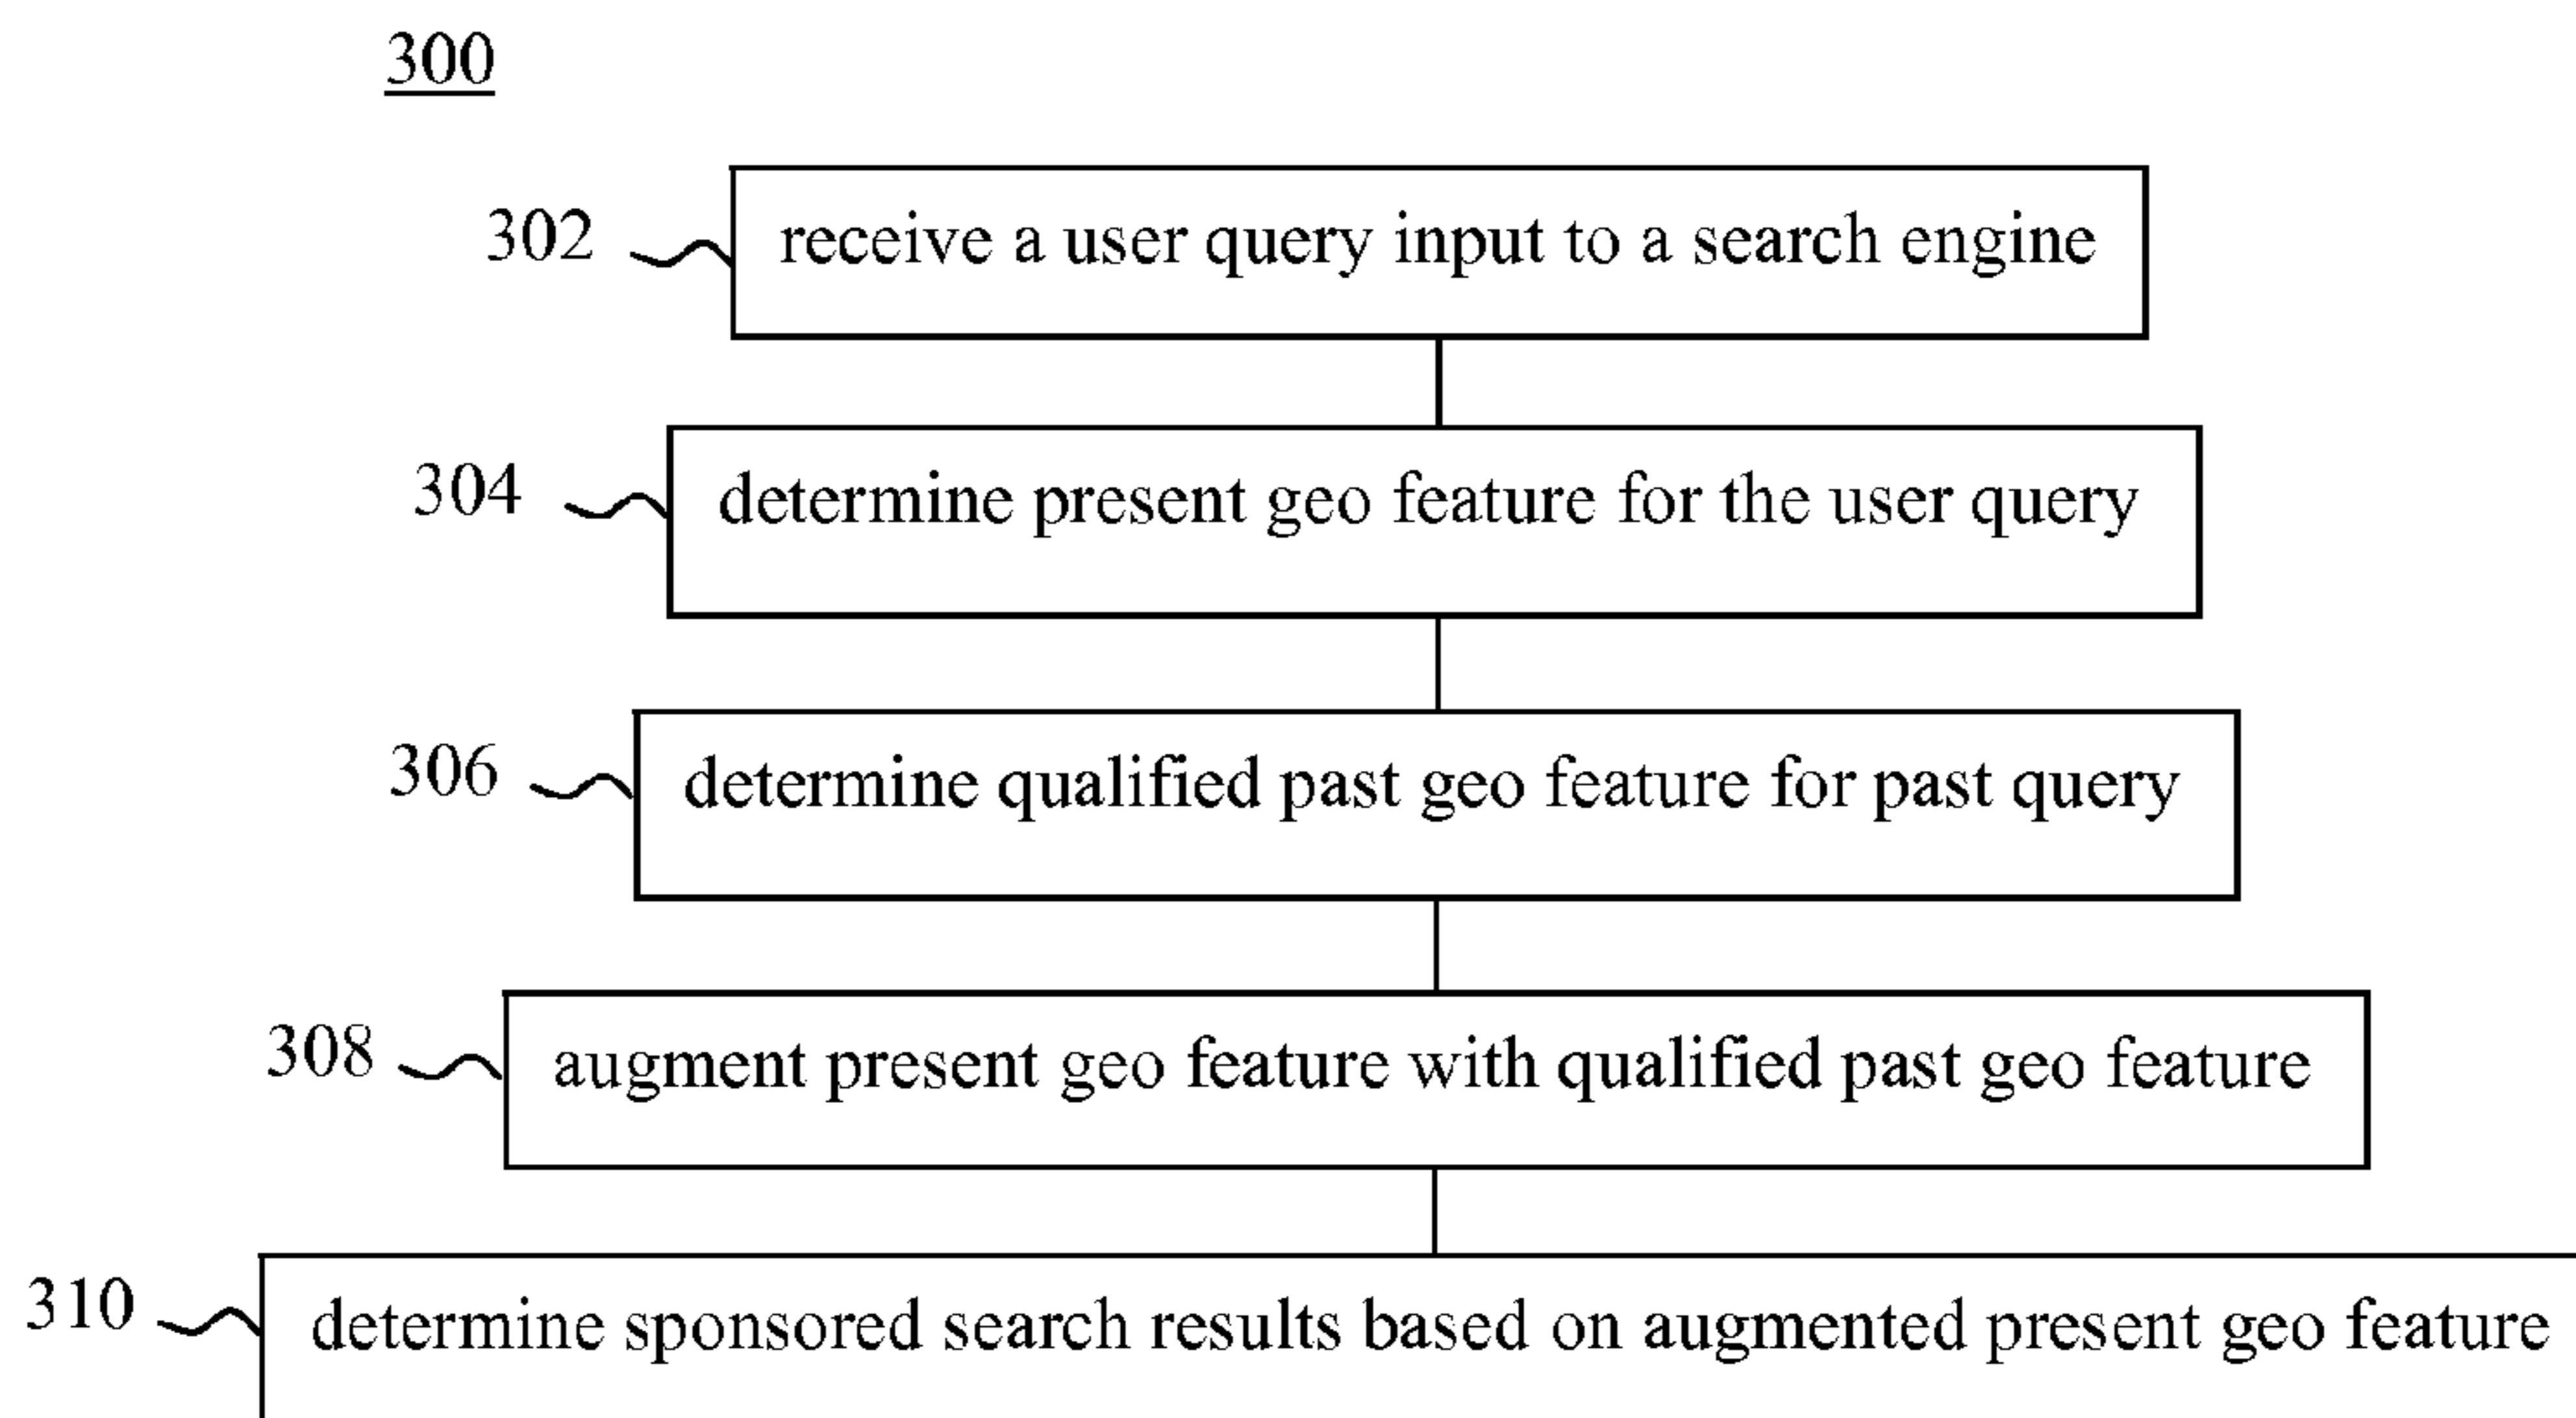 300
302 receive a user query input to a search engine
304 determine present geo feature for the user query
306 determine qualified past geo feature for past query
308 augment present geo feature with qualified past geo feature
310 determine sponsored search results based on augmented present geo feature